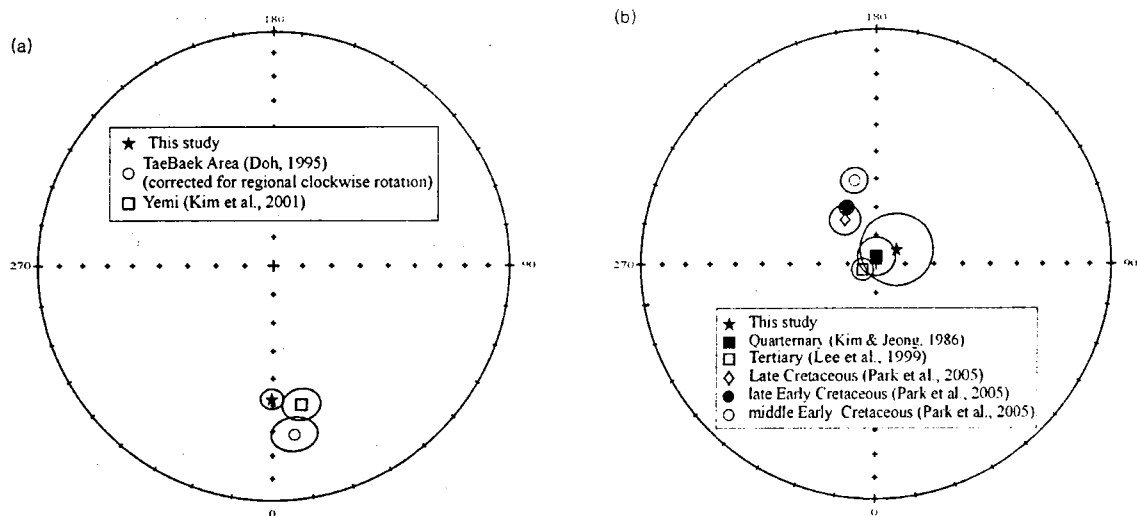 (a)
180
270
90
0
This study
TaeBaek Area (Doh, 1995)
(corrected for regional clockwise rotation)
Yemi (Kim et al., 2001)
(b)
180
270
90
0
This study
Quarternary (Kim & Jeong, 1986)
Tertiary (Lee et al., 1999)
Late Cretaceous (Park et al., 2005)
late Early Cretaceous (Park et al., 2005)
middle Early Cretaceous (Park et al., 2005)